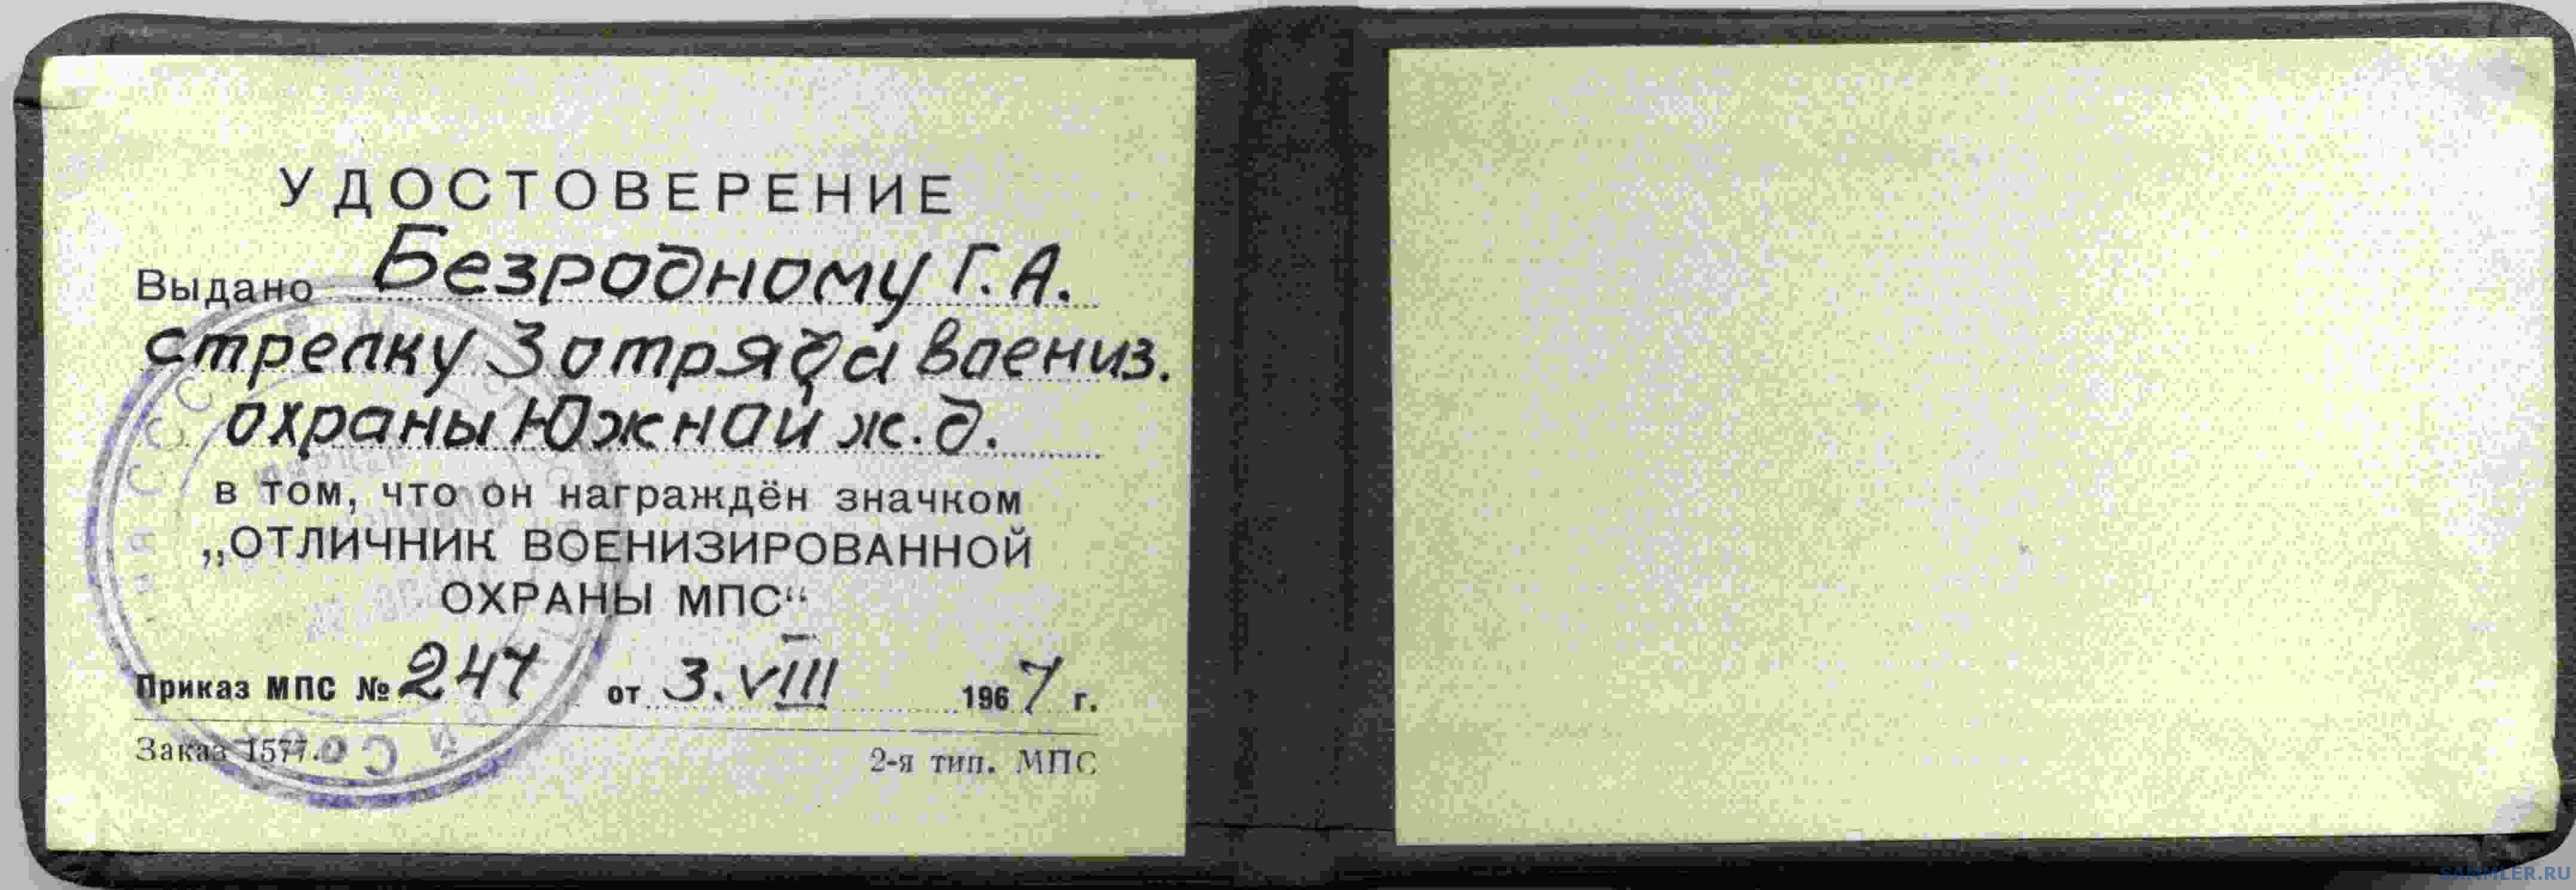 УДОСТОВЕРЕНИЕ
Выдано Безродному Г.А.
стрелку 3 отряда воениз.
охраны Южной ж.д.
в том, что он награждён значком
„ОТЛИЧНИК ВОЕНИЗИРОВАННОЙ
ОХРАНЫ МПС“
Приказ МПС № 247 от 3.VIII 1967 г.
Заказ 1577. 2-я тип. МПС
SAMMLER.RU